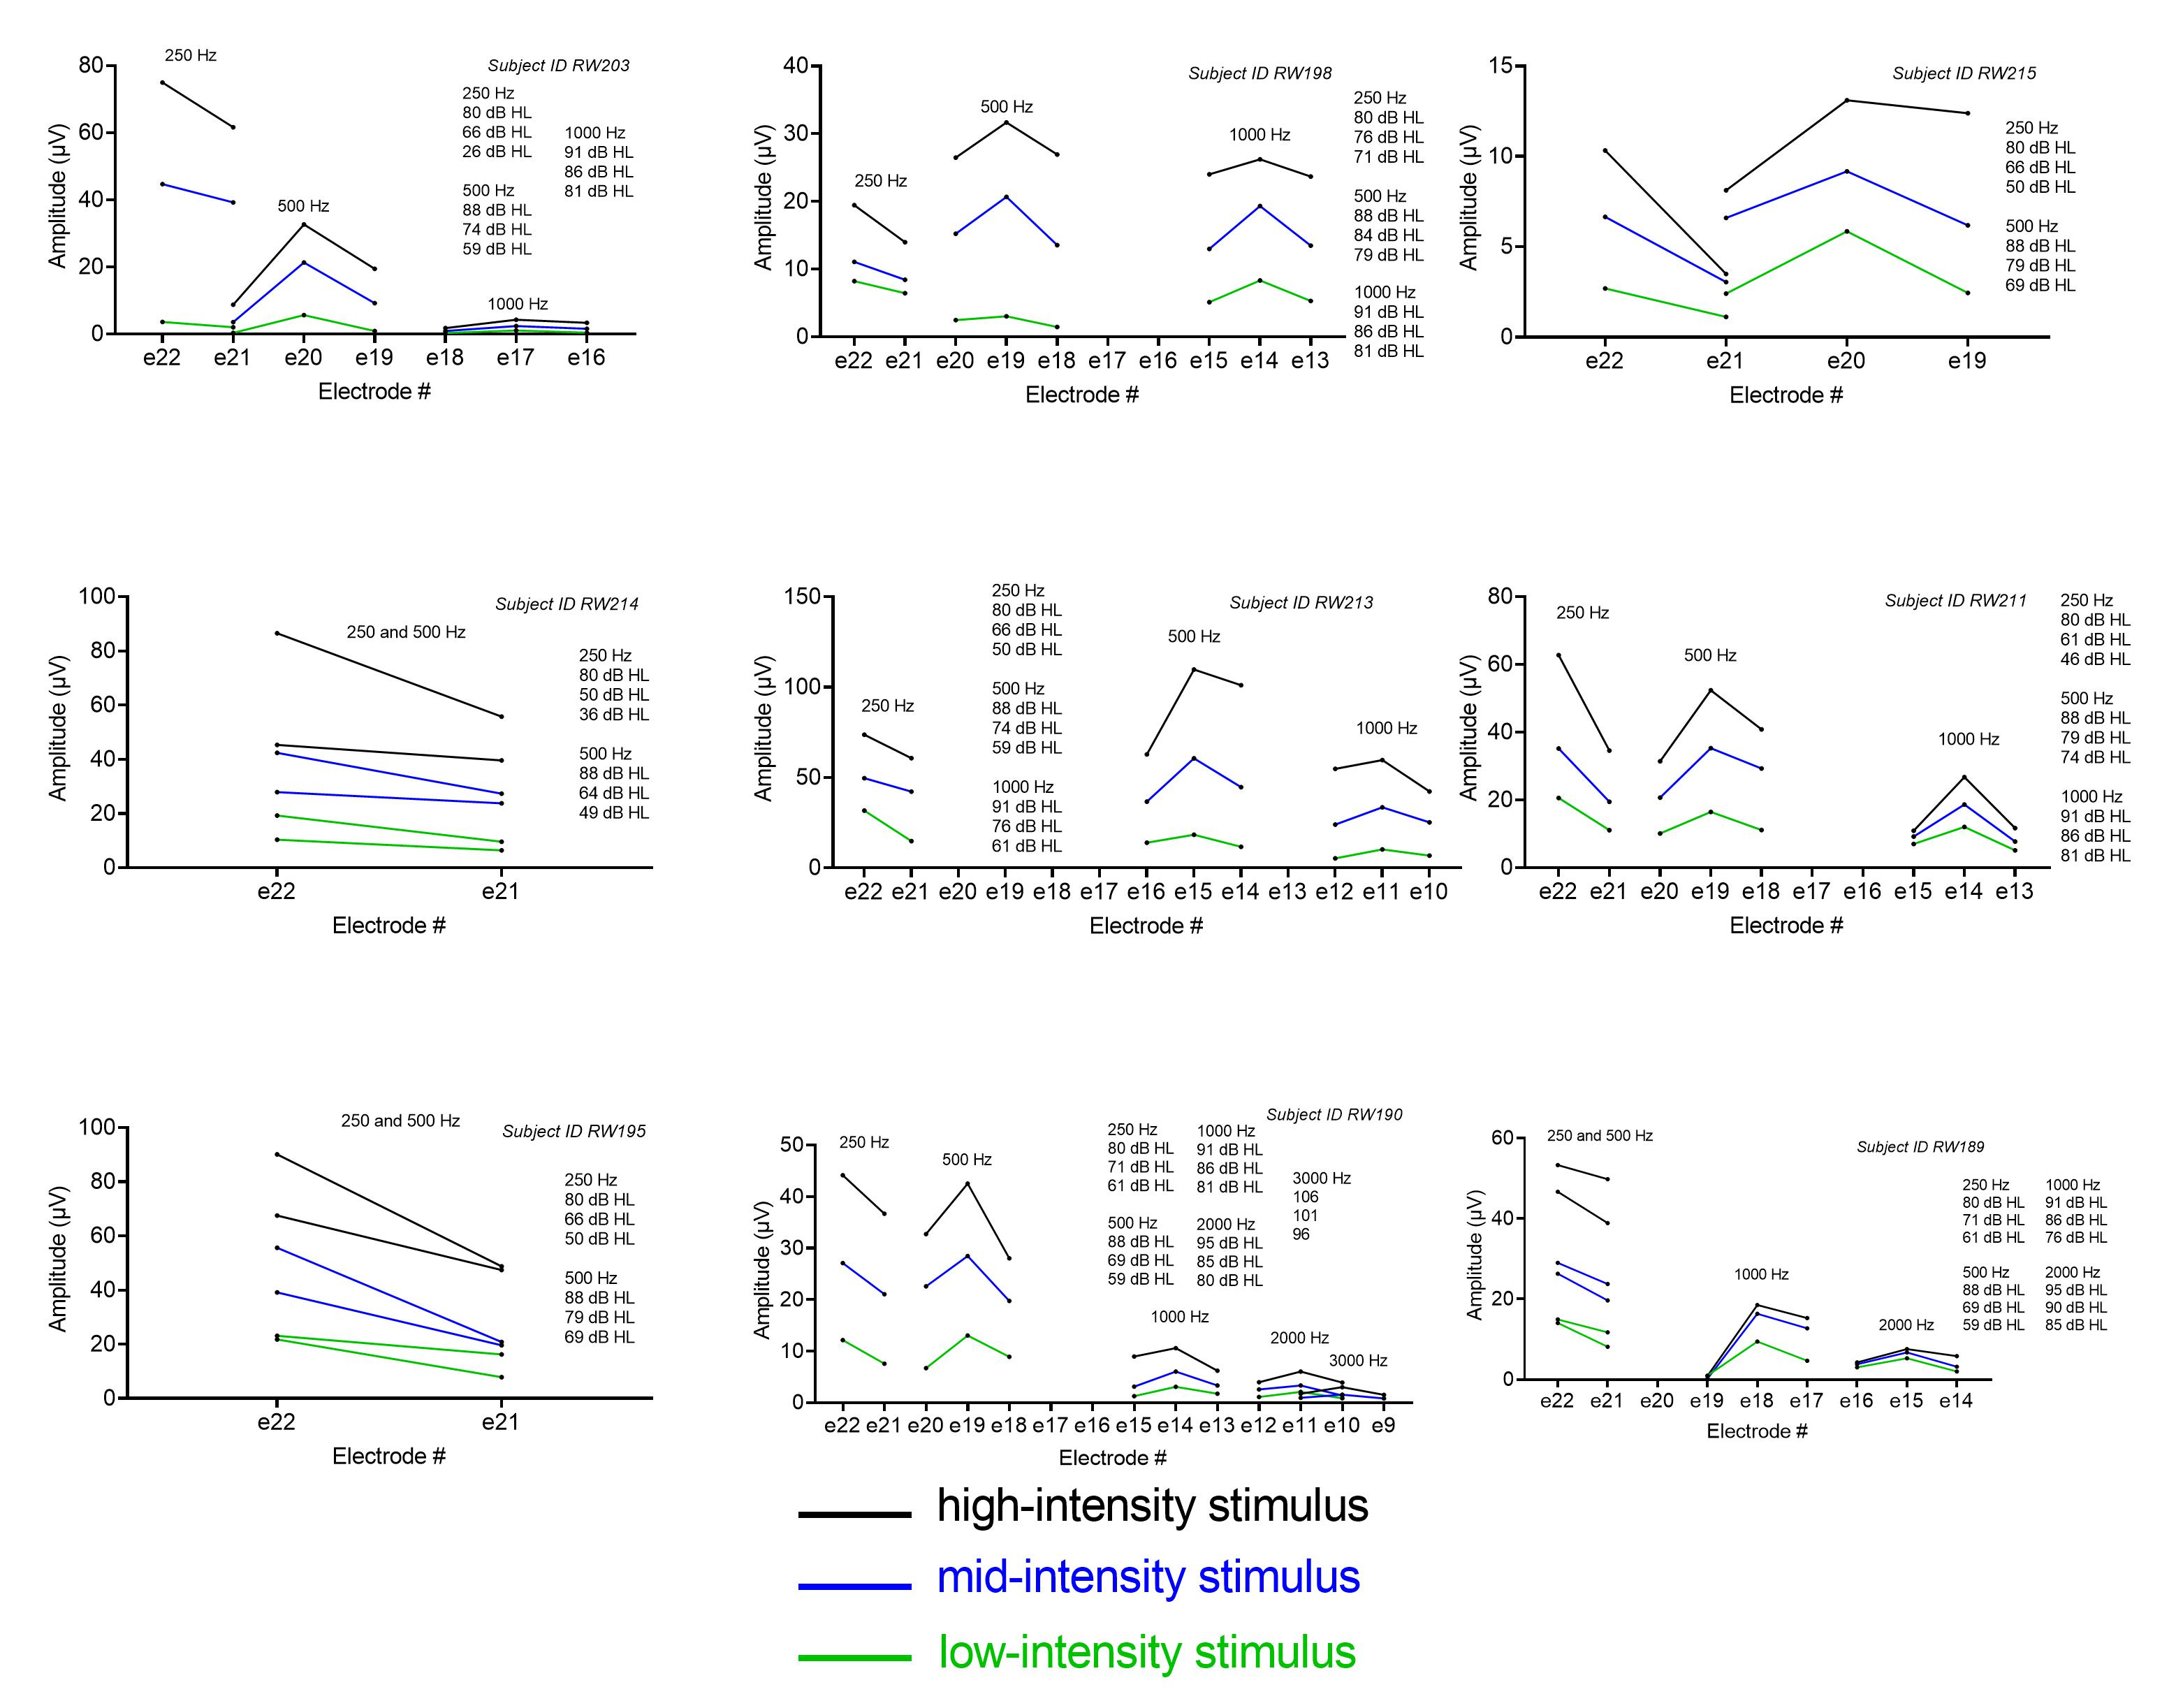 250 Hz
Subject ID RW203
80
60
40
20
0
Amplitude (µV)
250 Hz
80 dB HL
66 dB HL
26 dB HL
1000 Hz
91 dB HL
86 dB HL
81 dB HL
500 Hz
88 dB HL
74 dB HL
59 dB HL
500 Hz
1000 Hz
e22 e21 e20 e19 e18 e17 e16
Electrode #
Subject ID RW198
40
30
20
10
0
Amplitude (µV)
250 Hz
500 Hz
1000 Hz
250 Hz
80 dB HL
76 dB HL
71 dB HL
500 Hz
88 dB HL
84 dB HL
79 dB HL
1000 Hz
91 dB HL
86 dB HL
81 dB HL
e22 e21 e20 e19 e18 e17 e16 e15 e14 e13
Electrode #
Subject ID RW215
15
10
5
0
Amplitude (µV)
250 Hz
80 dB HL
66 dB HL
50 dB HL
500 Hz
88 dB HL
79 dB HL
69 dB HL
e22 e21 e20 e19
Electrode #
Subject ID RW214
100
80
60
40
20
0
Amplitude (µV)
250 and 500 Hz
250 Hz
80 dB HL
50 dB HL
36 dB HL
500 Hz
88 dB HL
64 dB HL
49 dB HL
e22 e21
Electrode #
Subject ID RW213
150
100
50
0
Amplitude (µV)
250 Hz
80 dB HL
66 dB HL
50 dB HL
500 Hz
88 dB HL
74 dB HL
59 dB HL
1000 Hz
91 dB HL
76 dB HL
61 dB HL
250 Hz
500 Hz
1000 Hz
e22 e21 e20 e19 e18 e17 e16 e15 e14 e13 e12 e11 e10
Electrode #
Subject ID RW211
80
60
40
20
0
Amplitude (µV)
250 Hz
500 Hz
1000 Hz
250 Hz
80 dB HL
61 dB HL
46 dB HL
500 Hz
88 dB HL
79 dB HL
74 dB HL
1000 Hz
91 dB HL
86 dB HL
81 dB HL
e22 e21 e20 e19 e18 e17 e16 e15 e14 e13
Electrode #
250 and 500 Hz
Subject ID RW195
100
80
60
40
20
0
Amplitude (µV)
250 Hz
80 dB HL
66 dB HL
50 dB HL
500 Hz
88 dB HL
79 dB HL
69 dB HL
e22 e21
Electrode #
Subject ID RW190
50
40
30
20
10
0
Amplitude (µV)
250 Hz
500 Hz
250 Hz
80 dB HL
71 dB HL
61 dB HL
1000 Hz
91 dB HL
86 dB HL
81 dB HL
3000 Hz
106
101
96
500 Hz
88 dB HL
69 dB HL
59 dB HL
2000 Hz
95 dB HL
85 dB HL
80 dB HL
1000 Hz
2000 Hz
3000 Hz
e22 e21 e20 e19 e18 e17 e16 e15 e14 e13 e12 e11 e10 e9
Electrode #
250 and 500 Hz
Subject ID RW189
60
40
20
0
Amplitude (µV)
250 Hz
80 dB HL
71 dB HL
61 dB HL
1000 Hz
91 dB HL
86 dB HL
76 dB HL
500 Hz
88 dB HL
69 dB HL
59 dB HL
2000 Hz
95 dB HL
90 dB HL
85 dB HL
1000 Hz
2000 Hz
e22 e21 e20 e19 e18 e17 e16 e15 e14
Electrode #
high-intensity stimulus
mid-intensity stimulus
low-intensity stimulus